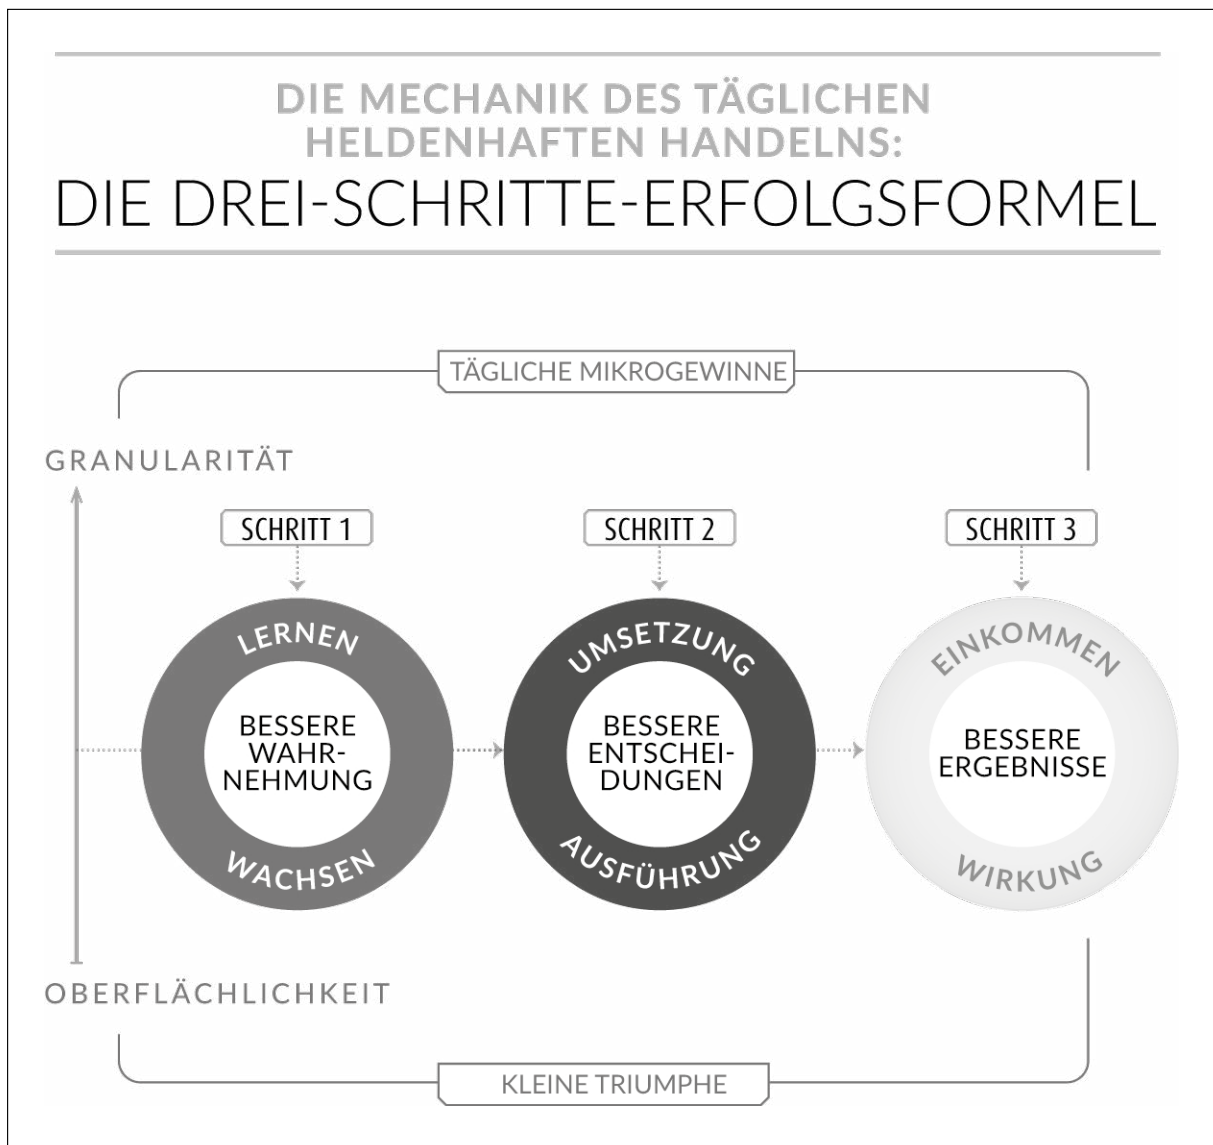 DIE MECHANIK DES TÄGLICHEN
HELDENHAFTEN HANDELNS:
DIE DREI-SCHRITTE-ERFOLGSFORMEL
TÄGLICHE MIKROGEWINNE
GRANULARITÄT
SCHRITT 1
SCHRITT 2
SCHRITT 3
LERNEN
BESSERE
WAHR-
NEHMUNG
WACHSEN
UMSETZUNG
BESSERE
ENTSCHEI-
DUNGEN
AUSFÜHRUNG
EINKOMMEN
BESSERE
ERGEBNISSE
WIRKUNG
OBERFLÄCHLICHKEIT
KLEINE TRIUMPHE